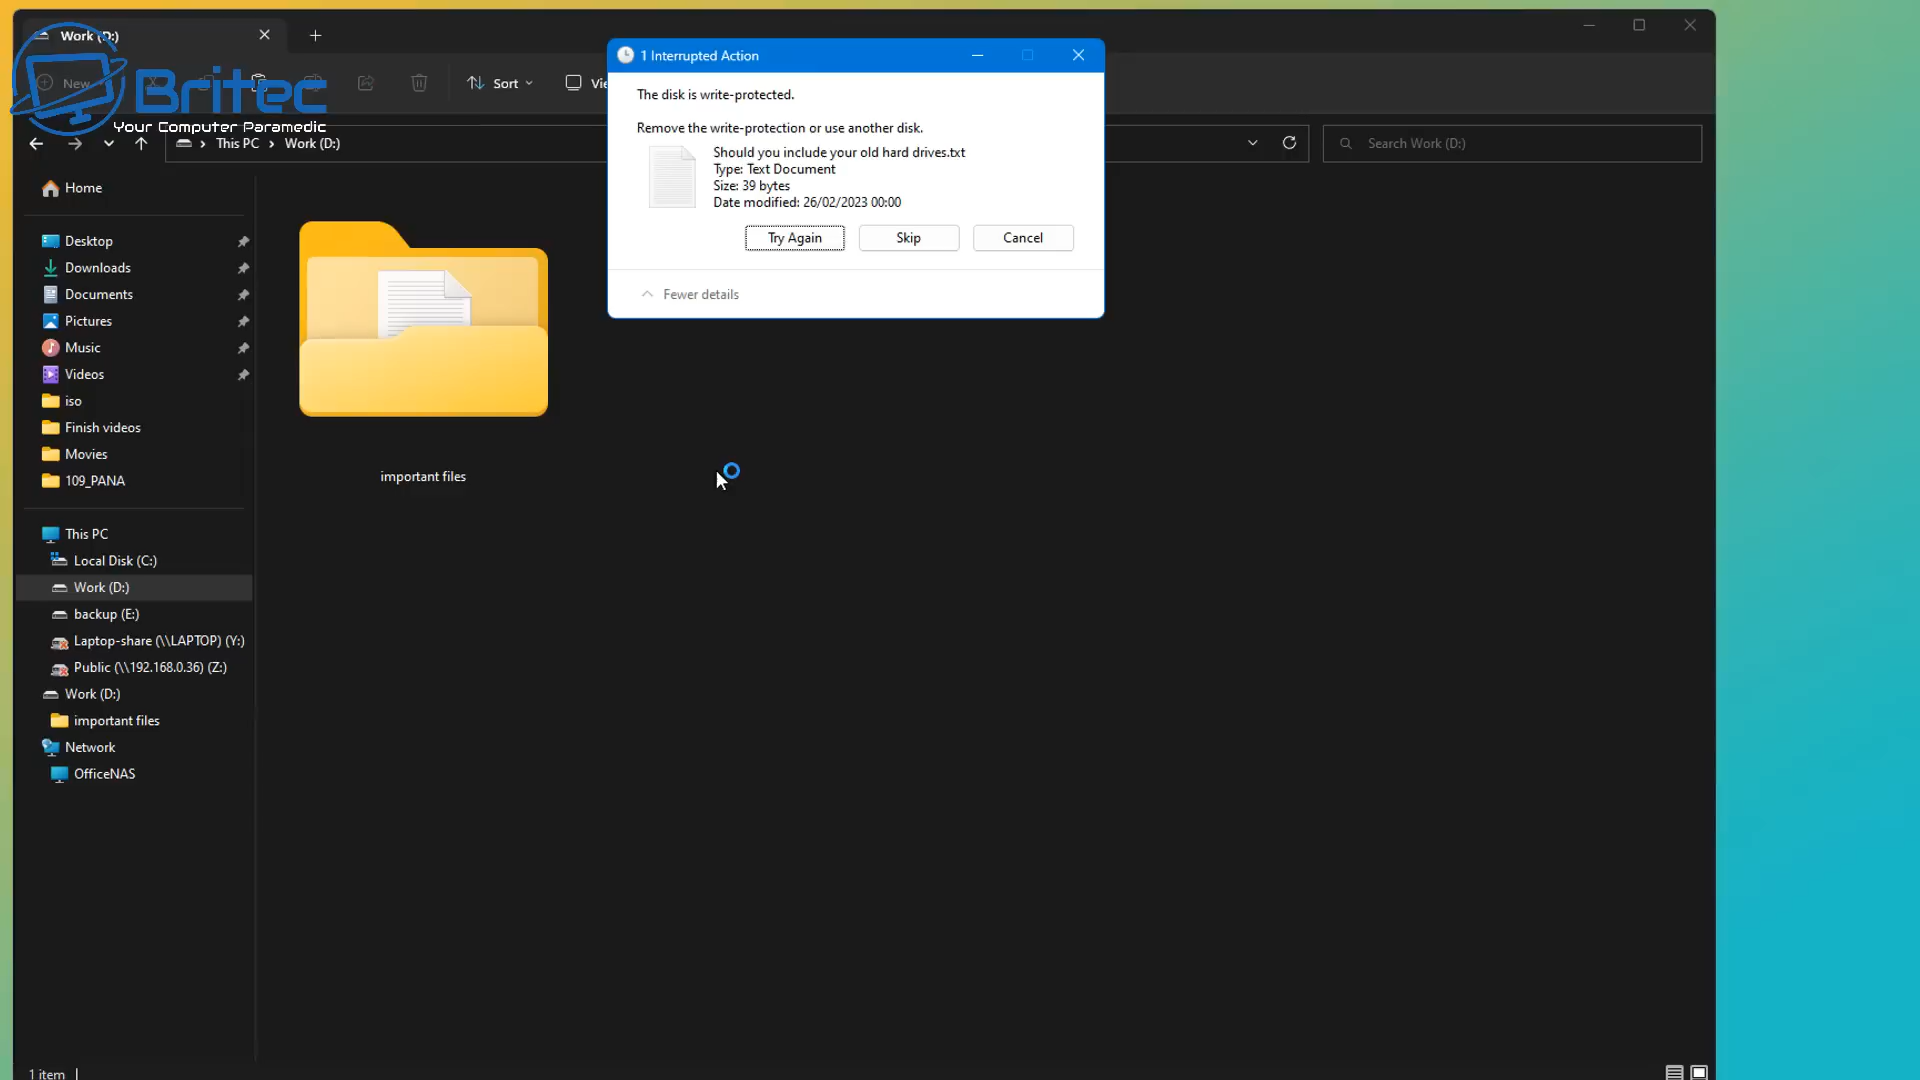 Work (D:)
New
Sort
Vie
Britec
Your Computer Paramedic
This PC
Work (D:)
Search Work (D:)
1 Interrupted Action
The disk is write-protected.
Remove the write-protection or use another disk.
Should you include your old hard drives.txt
Type: Text Document
Size: 39 bytes
Date modified: 26/02/2023 00:00
Try Again
Skip
Cancel
Fewer details
Home
Desktop
Downloads
Documents
Pictures
Music
Videos
iso
Finish videos
Movies
109_PANA
This PC
Local Disk (C:)
Work (D:)
backup (E:)
Laptop-share (\\LAPTOP) (Y:)
Public (\\192.168.0.36) (Z:)
Work (D:)
important files
Network
OfficeNAS
important files
1 item